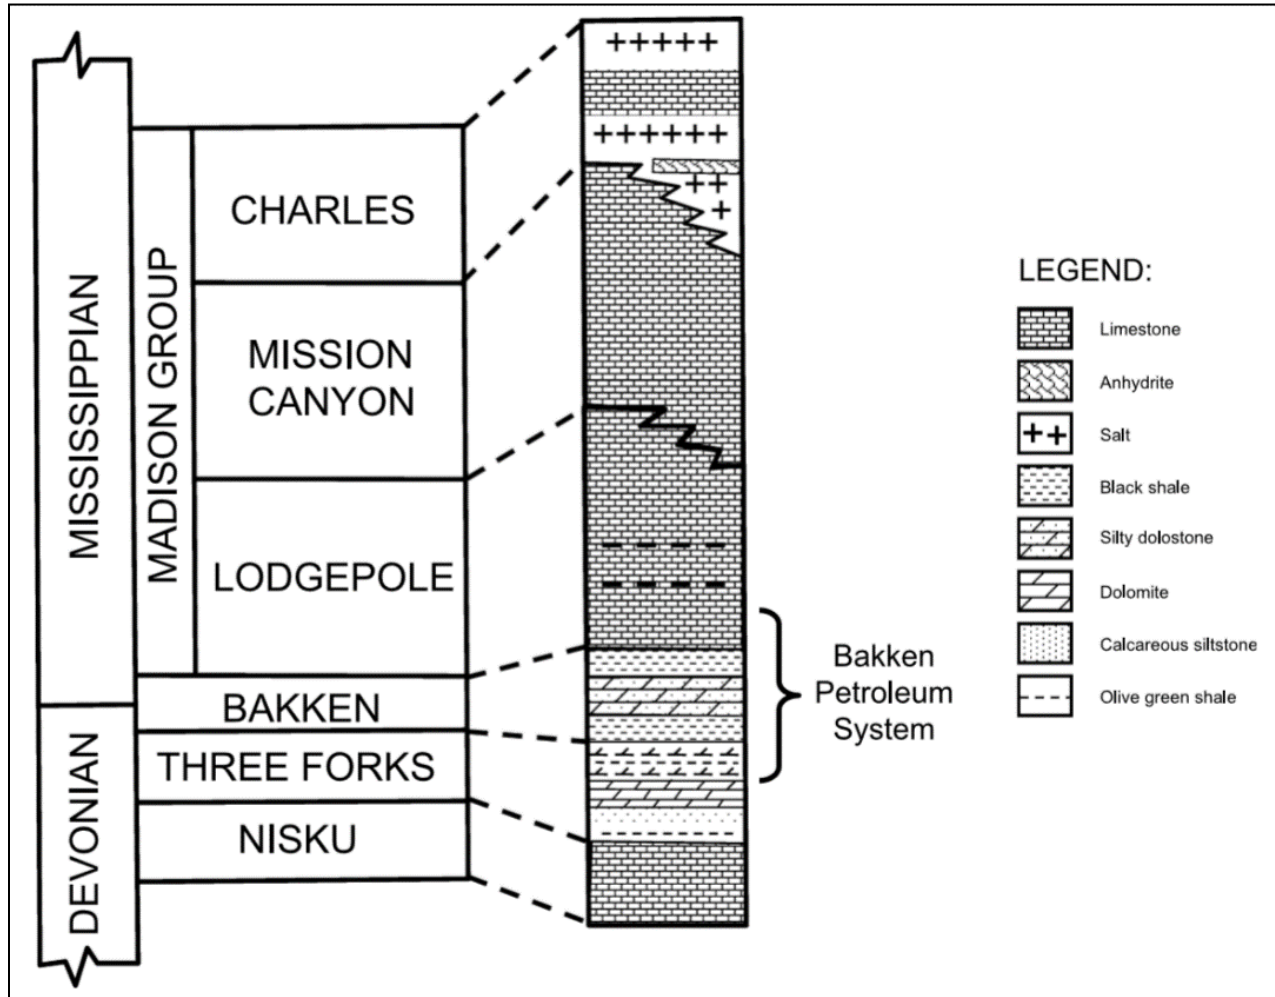 MISSISSIPPIAN
DEVONIAN
MADISON GROUP
CHARLES
MISSION
CANYON
LODGEPOLE
BAKKEN
THREE FORKS
NISKU
Bakken
Petroleum
System
LEGEND:
Limestone
Anhydrite
Salt
Black shale
Silty dolostone
Dolomite
Calcareous siltstone
Olive green shale